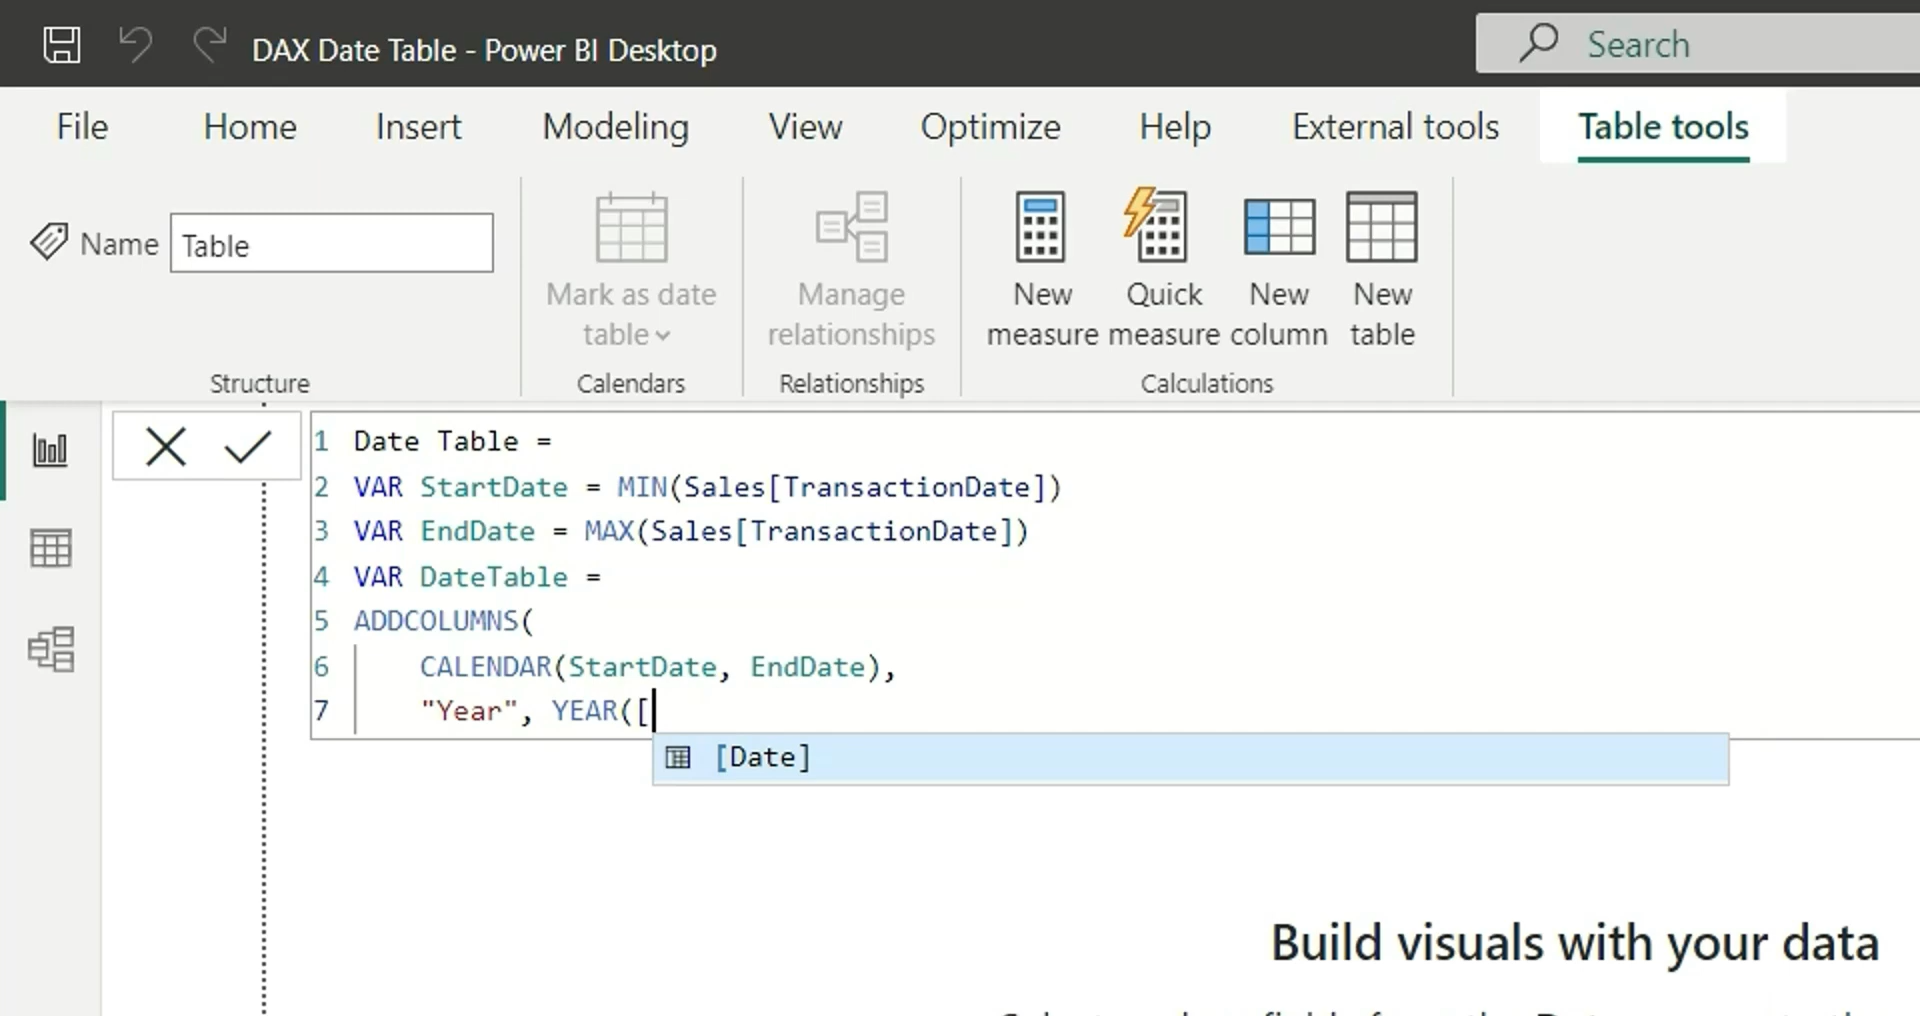 DAX Date Table - Power BI Desktop
Search
File Home Insert Modeling View Optimize Help External tools Table tools
Name Table
Mark as date table
Manage relationships
New measure
Quick measure
New column
New table
Structure Calendars Relationships Calculations
1 Date Table =
2 VAR StartDate = MIN(Sales[TransactionDate])
3 VAR EndDate = MAX(Sales[TransactionDate])
4 VAR DateTable =
5 ADDCOLUMNS(
6 CALENDAR(StartDate, EndDate),
7 "Year", YEAR([
[Date]
Build visuals with your data